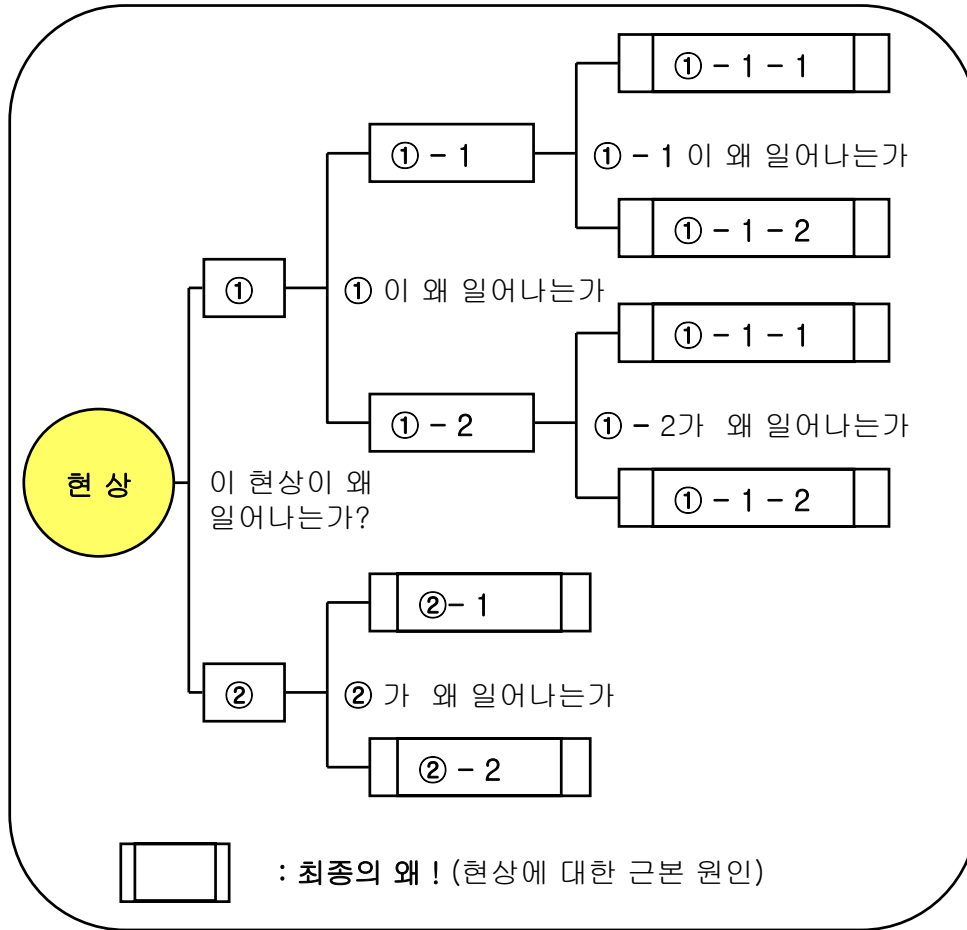 ① - 1 - 1
① - 1
① - 1 이 왜 일어나는가
① - 1 - 2
①
① 이 왜 일어나는가
① - 1 - 1
① - 2
① - 2가 왜 일어나는가
① - 1 - 2
현 상
이 현상이 왜
일어나는가?
②- 1
②
② 가 왜 일어나는가
② - 2
: 최종의 왜 ! (현상에 대한 근본 원인)